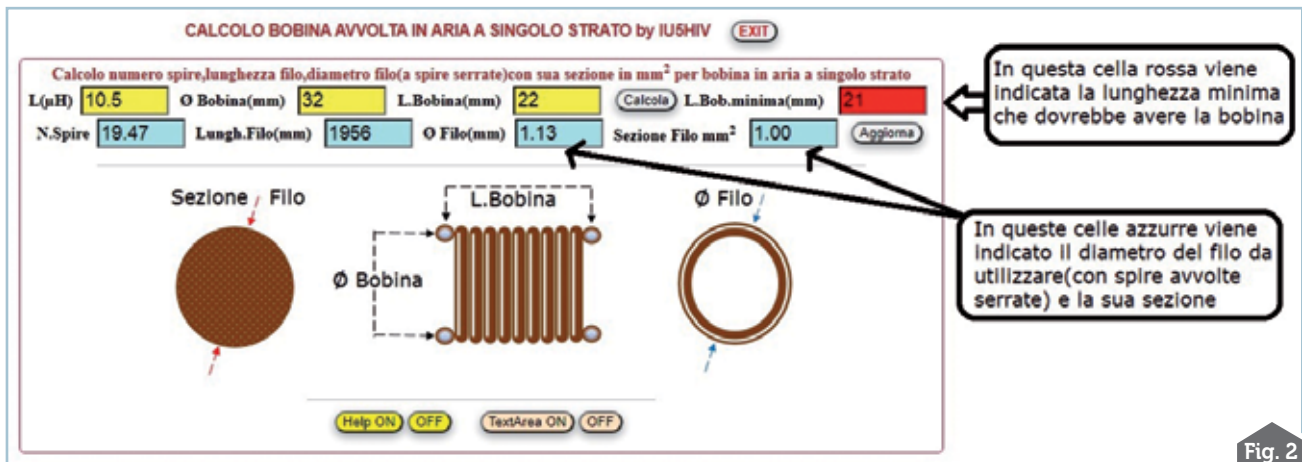 CALCOLO BOBINA AVVOLTA IN ARIA A SINGOLO STRATO by IU5HIV EXIT
Calcolo numero spire,lunghezza filo,diametro filo(a spire serrate)con sua sezione in mm² per bobina in aria a singolo strato
L(µH) 10.5 Ø Bobina(mm) 32 L.Bobina(mm) 22 Calcola L.Bob.minima(mm) 21
N.Spire 19.47 Lungh.Filo(mm) 1956 Ø Filo(mm) 1.13 Sezione Filo mm² 1.00 Aggiorna
In questa cella rossa viene
indicata la lunghezza minima
che dovrebbe avere la bobina
Sezione Filo
L.Bobina
Ø Filo
Ø Bobina
In queste celle azzurre viene
indicato il diametro del filo da
utilizzare(con spire avvolte
serrate) e la sua sezione
Help ON OFF TextArea ON OFF
Fig. 2